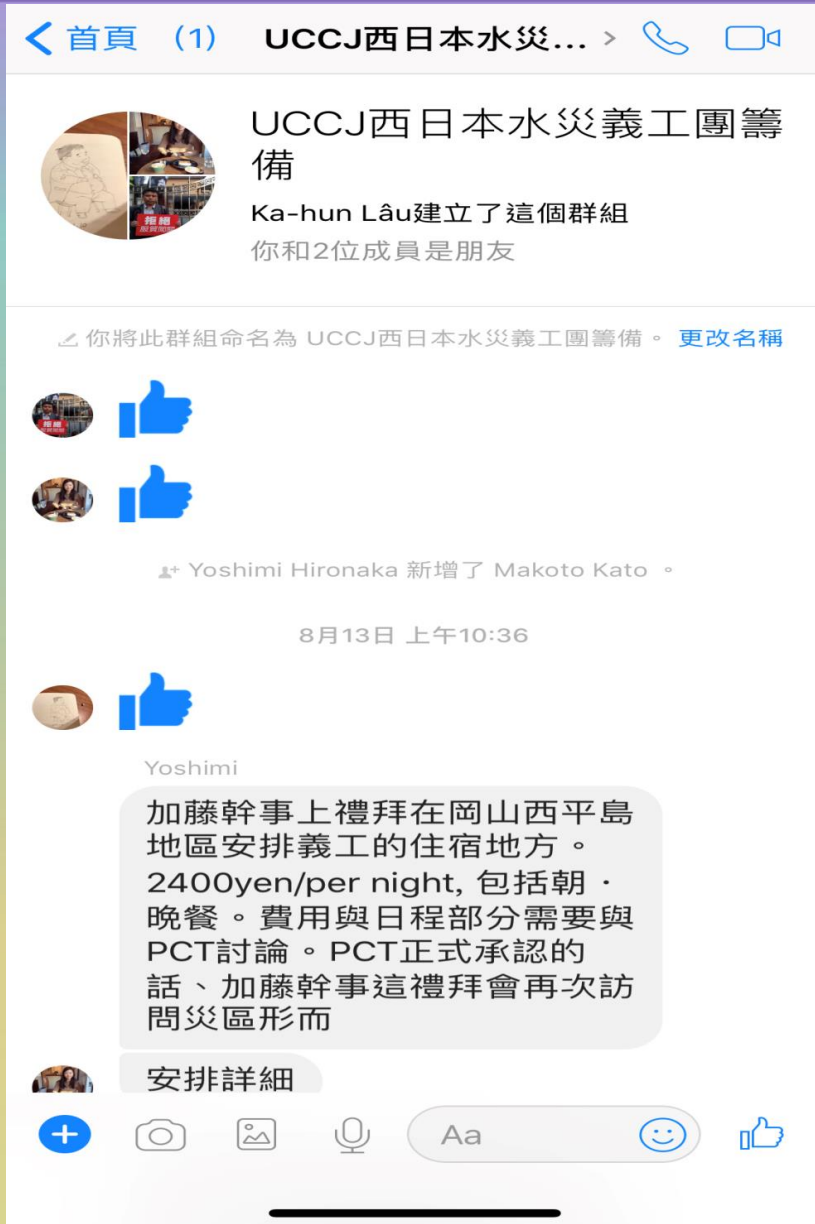 首頁 (1) UCCJ西日本水災...
UCCJ西日本水災義工團籌
備
Ka-hun Lâu建立了這個群組
你和2位成員是朋友
你將此群組命名為 UCCJ西日本水災義工團籌備。 更改名稱
拒絕
Yoshimi Hironaka 新增了 Makoto Kato 。
8月13日 上午10:36
Yoshimi
加藤幹事上禮拜在岡山西平島
地區安排義工的住宿地方。
2400yen/per night, 包括朝・
晚餐。費用與日程部分需要與
PCT討論。PCT正式承認的
話、加藤幹事這禮拜會再次訪
問災區形而
安排詳細
Aa